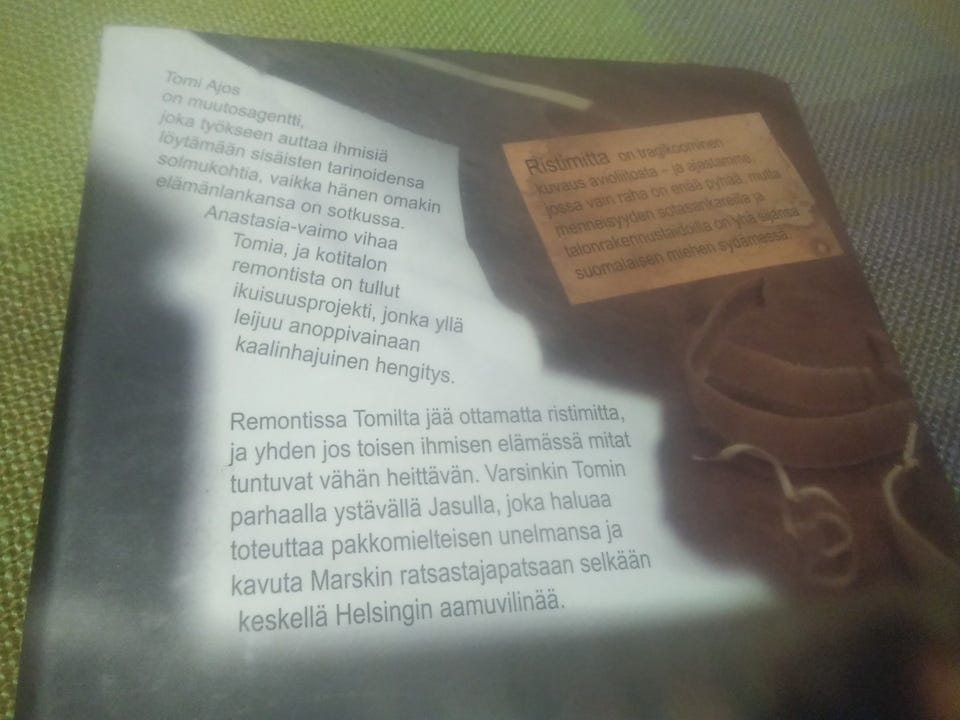 Tomi Ajos
on muutosagentti,
joka työkseen auttaa ihmisiä
löytämään sisäisten tarinoidensa
solmukohtia, vaikka hänen omakin
elämänlankansa on sotkussa.
Anastasia-vaimo vihaa
Tomia, ja kotitalon
remontista on tullut
ikuisuusprojekti, jonka yllä
leijuu anoppivainaan
kaalinhajuinen hengitys.
Remontissa Tomilta jää ottamatta ristimitta,
ja yhden jos toisen ihmisen elämässä mitat
tuntuvat vähän heittävän. Varsinkin Tomin
parhaalla ystävällä Jasulla, joka haluaa
toteuttaa pakkomielteisen unelmansa ja
kavuta Marskin ratsastajapatsaan selkään
keskellä Helsingin aamuvilinää.
Ristimitta on tragikoominen
kuvaus avioliitosta – ja ajastamme,
jossa vain raha on enää pyhää, mutta
menneisyyden sotasankareilla ja
talonrakennustaidoilla on yhä sijansa
suomalaisen miehen sydämessä.